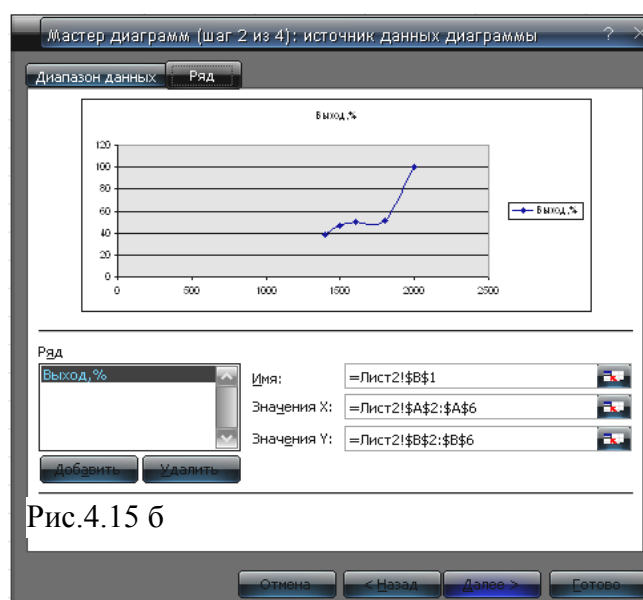 Мастер диаграмм (шаг 2 из 4): источник данных диаграммы ? ×
Диапазон данных Ряд
Выход,%
120
100
80
60
40
20
0
0 500 1000 1500 2000 2500
Выход,%
Ряд
Выход,%
Имя: =Лист2!$B$1
Значения X: =Лист2!$A$2:$A$6
Значения Y: =Лист2!$B$2:$B$6
Добавить Удалить
Рис.4.15 б
Отмена < Назад Далее > Готово